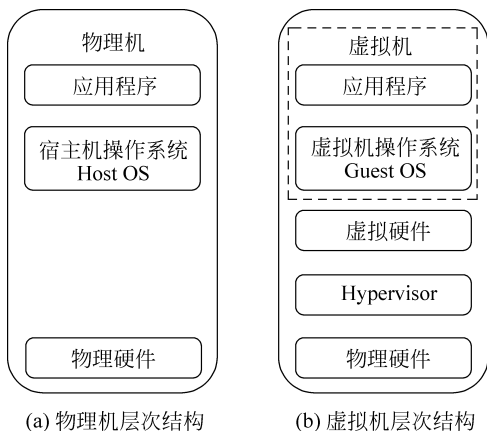 物理机
应用程序
宿主机操作系统
Host OS
物理硬件
(a) 物理机层次结构
虚拟机
应用程序
虚拟机操作系统
Guest OS
虚拟硬件
Hypervisor
物理硬件
(b) 虚拟机层次结构